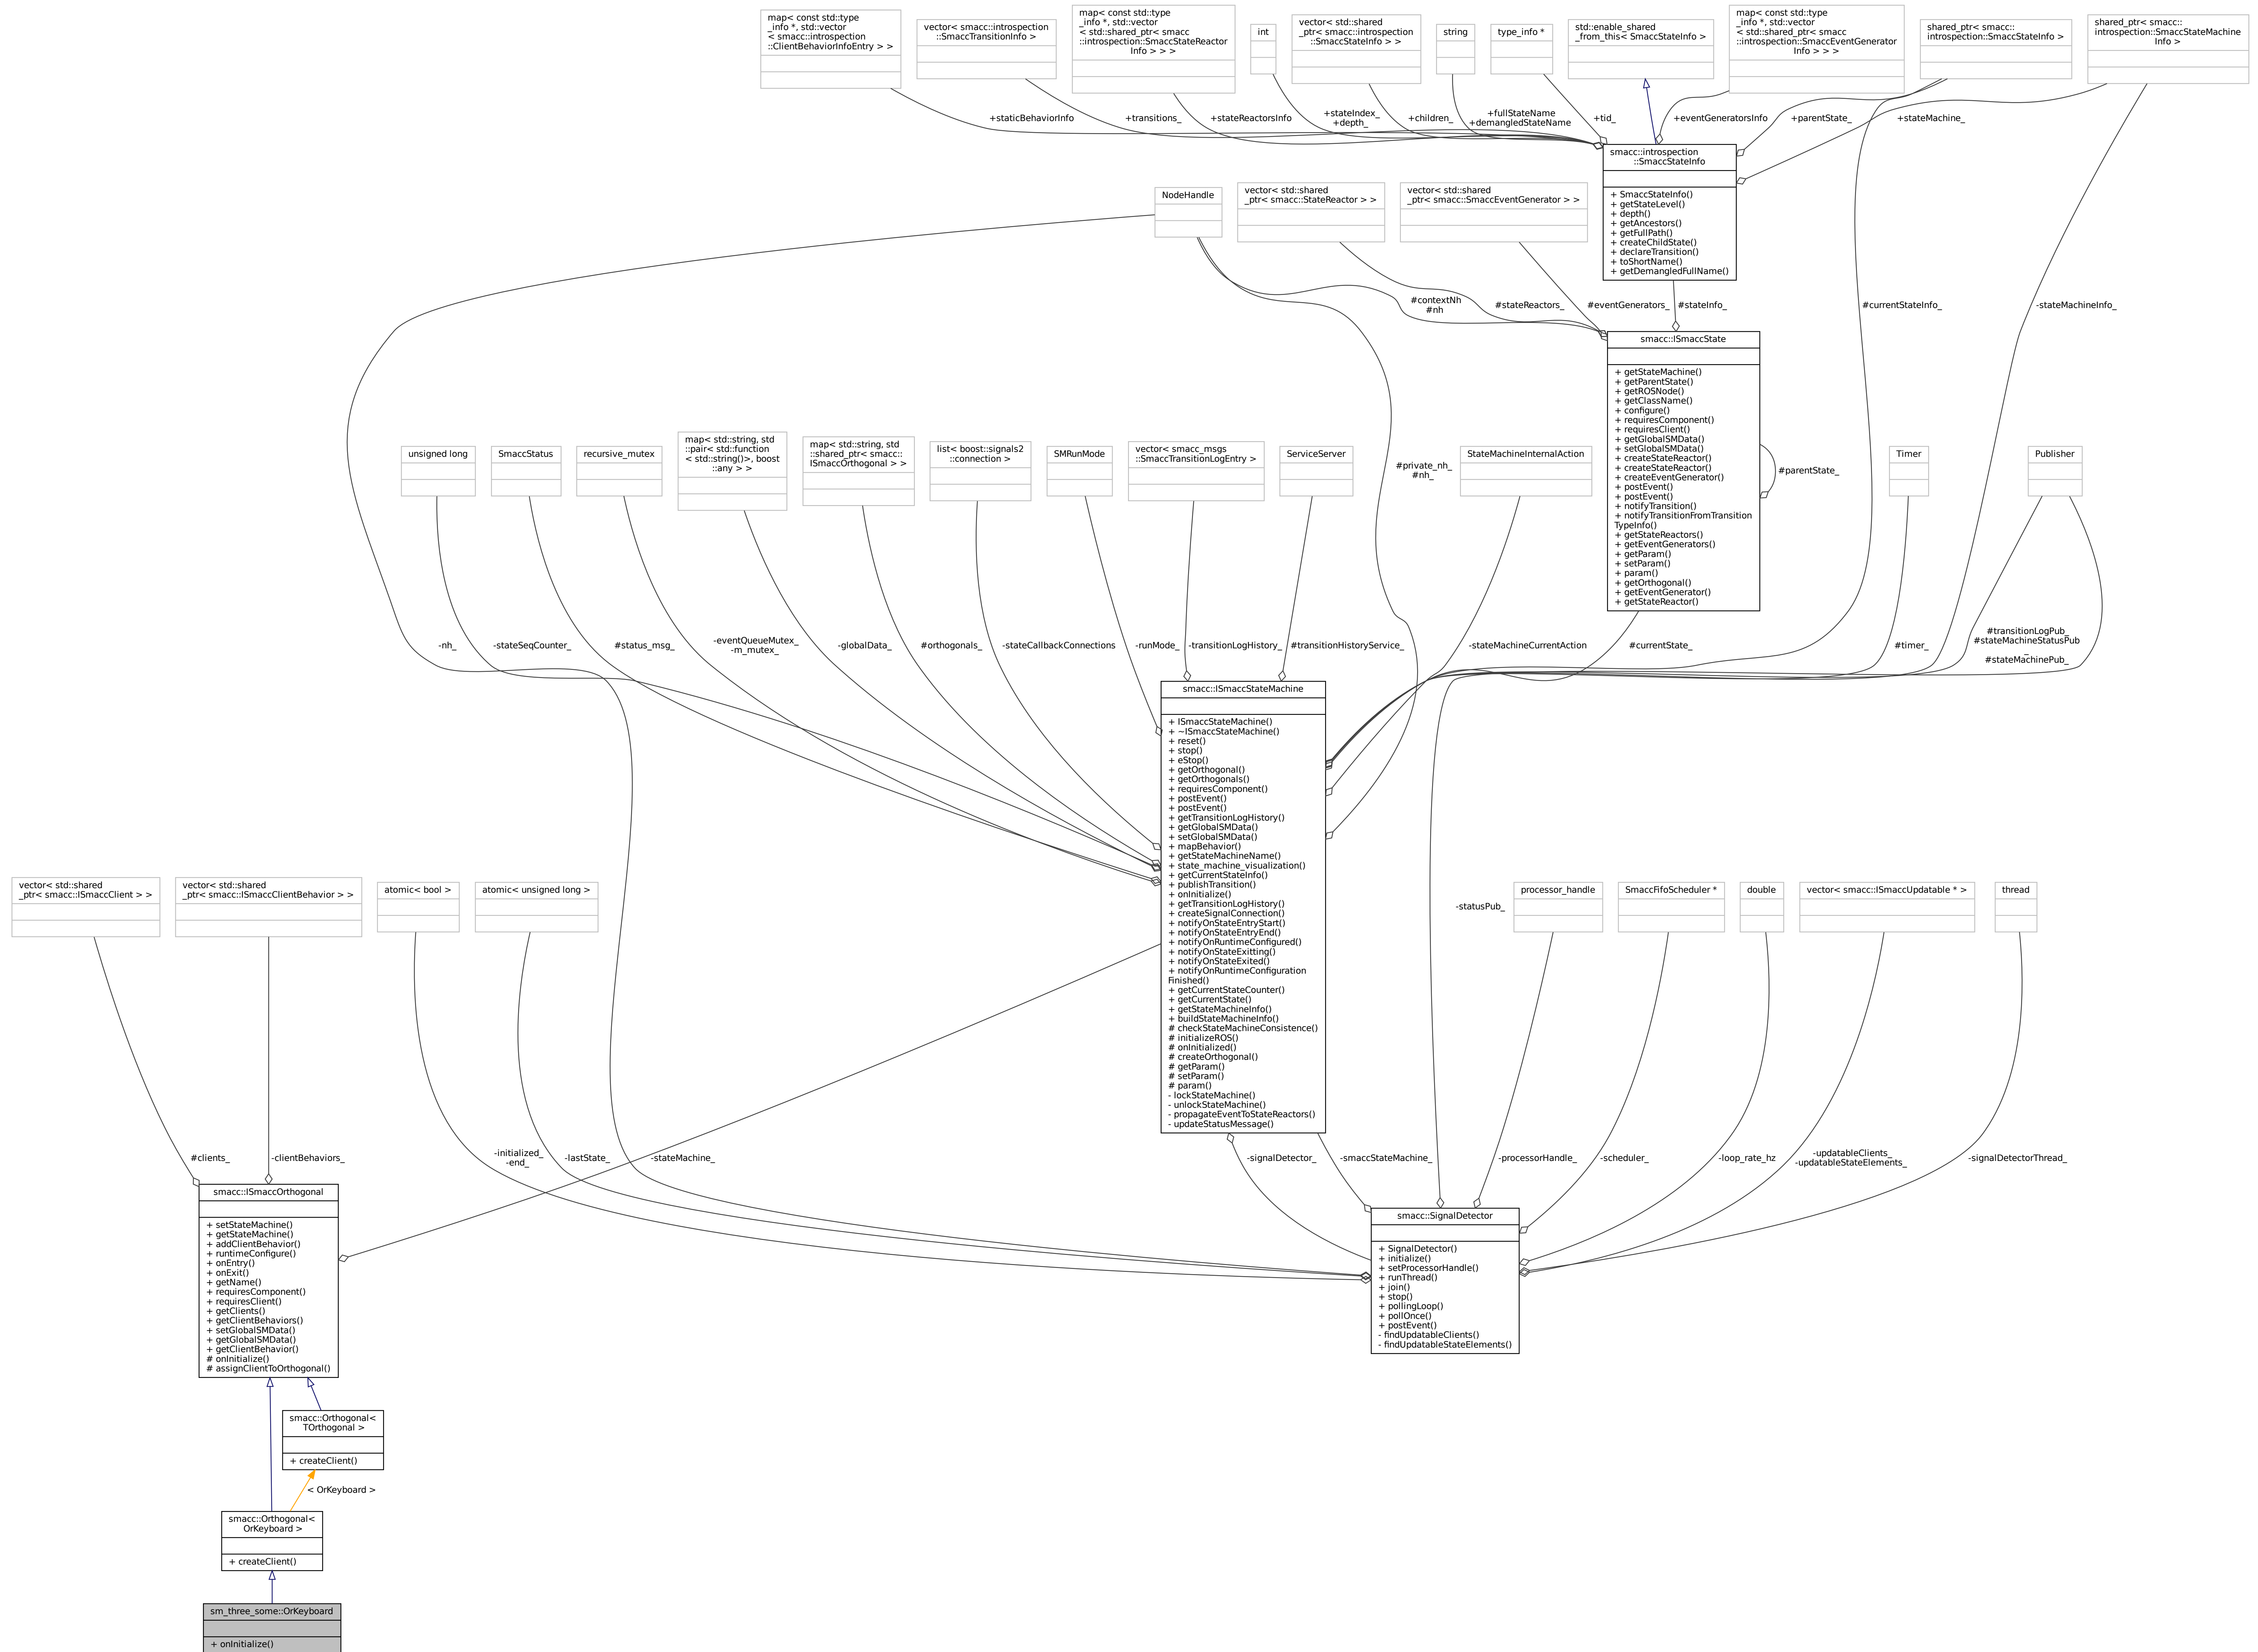 map< const std::type
_info *, std::vector
< smacc::introspection
::ClientBehaviorInfoEntry > >
vector< smacc::introspection
::SmaccTransitionInfo >
map< const std::type
_info *, std::vector
< std::shared_ptr< smacc
::introspection::SmaccStateReactor
Info > > >
int
vector< std::shared
_ptr< smacc::introspection
::SmaccStateInfo > >
string
type_info *
std::enable_shared
_from_this< SmaccStateInfo >
map< const std::type
_info *, std::vector
< std::shared_ptr< smacc
::introspection::SmaccEventGenerator
Info > > >
shared_ptr< smacc::
introspection::SmaccStateInfo >
shared_ptr< smacc::
introspection::SmaccStateMachine
Info >
+staticBehaviorInfo
+transitions_
+stateReactorsInfo
+stateIndex_
+depth_
+children_
+fullStateName
+demangledStateName
+tid_
+eventGeneratorsInfo
+parentState_
+stateMachine_
smacc::introspection
::SmaccStateInfo
+ SmaccStateInfo()
+ getStateLevel()
+ depth()
+ getAncestors()
+ getFullPath()
+ createChildState()
+ declareTransition()
+ toShortName()
+ getDemangledFullName()
NodeHandle
vector< std::shared
_ptr< smacc::StateReactor > >
vector< std::shared
_ptr< smacc::SmaccEventGenerator > >
#contextNh
#nh
#stateReactors_
#eventGenerators_
#stateInfo_
#currentStateInfo_
-stateMachineInfo_
smacc::ISmaccState
+ getStateMachine()
+ getParentState()
+ getROSNode()
+ getClassName()
+ configure()
+ requiresComponent()
+ requiresClient()
+ getGlobalSMData()
+ setGlobalSMData()
+ createStateReactor()
+ createStateReactor()
+ createEventGenerator()
+ postEvent()
+ postEvent()
+ notifyTransition()
+ notifyTransitionFromTransition
TypeInfo()
+ getStateReactors()
+ getEventGenerators()
+ getParam()
+ setParam()
+ param()
+ getOrthogonal()
+ getEventGenerator()
+ getStateReactor()
#parentState_
unsigned long
SmaccStatus
recursive_mutex
map< std::string, std
::pair< std::function
< std::string()>, boost
::any > >
map< std::string, std
::shared_ptr< smacc::
ISmaccOrthogonal > >
list< boost::signals2
::connection >
SMRunMode
vector< smacc_msgs
::SmaccTransitionLogEntry >
ServiceServer
#private_nh_
#nh_
StateMachineInternalAction
Timer
Publisher
-nh_
-stateSeqCounter_
#status_msg_
-eventQueueMutex_
-m_mutex_
-globalData_
#orthogonals_
-stateCallbackConnections
-runMode_
-transitionLogHistory_
#transitionHistoryService_
-stateMachineCurrentAction
#currentState_
#timer_
#transitionLogPub_
#stateMachineStatusPub
_
#stateMachinePub_
smacc::ISmaccStateMachine
+ ISmaccStateMachine()
+ ~ISmaccStateMachine()
+ reset()
+ stop()
+ eStop()
+ getOrthogonal()
+ getOrthogonals()
+ requiresComponent()
+ postEvent()
+ postEvent()
+ getTransitionLogHistory()
+ getGlobalSMData()
+ setGlobalSMData()
+ mapBehavior()
+ getStateMachineName()
+ state_machine_visualization()
+ getCurrentStateInfo()
+ publishTransition()
+ onInitialize()
+ getTransitionLogHistory()
+ createSignalConnection()
+ notifyOnStateEntryStart()
+ notifyOnStateEntryEnd()
+ notifyOnRuntimeConfigured()
+ notifyOnStateExitting()
+ notifyOnStateExited()
+ notifyOnRuntimeConfiguration
Finished()
+ getCurrentStateCounter()
+ getCurrentState()
+ getStateMachineInfo()
+ buildStateMachineInfo()
# checkStateMachineConsistence()
# initializeROS()
# onInitialized()
# createOrthogonal()
# getParam()
# setParam()
# param()
- lockStateMachine()
- unlockStateMachine()
- propagateEventToStateReactors()
- updateStatusMessage()
vector< std::shared
_ptr< smacc::ISmaccClient > >
vector< std::shared
_ptr< smacc::ISmaccClientBehavior > >
atomic< bool >
atomic< unsigned long >
-statusPub_
processor_handle
SmaccFifoScheduler *
double
vector< smacc::ISmaccUpdatable * >
thread
#clients_
-clientBehaviors_
-initialized_
-end_
-lastState_
-stateMachine_
-signalDetector_
-smaccStateMachine_
-processorHandle_
-scheduler_
-loop_rate_hz
-updatableClients_
-updatableStateElements_
-signalDetectorThread_
smacc::ISmaccOrthogonal
+ setStateMachine()
+ getStateMachine()
+ addClientBehavior()
+ runtimeConfigure()
+ onEntry()
+ onExit()
+ getName()
+ requiresComponent()
+ requiresClient()
+ getClients()
+ getClientBehaviors()
+ setGlobalSMData()
+ getGlobalSMData()
+ getClientBehavior()
# onInitialize()
# assignClientToOrthogonal()
smacc::SignalDetector
+ SignalDetector()
+ initialize()
+ setProcessorHandle()
+ runThread()
+ join()
+ stop()
+ pollingLoop()
+ pollOnce()
+ postEvent()
- findUpdatableClients()
- findUpdatableStateElements()
smacc::Orthogonal<
TOrthogonal >
+ createClient()
< OrKeyboard >
smacc::Orthogonal<
OrKeyboard >
+ createClient()
sm_three_some::OrKeyboard
+ onInitialize()